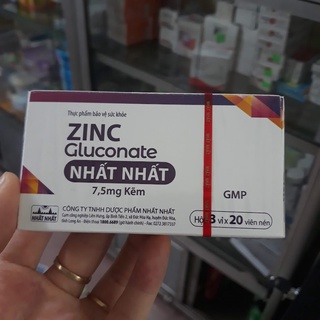 Thực phẩm bảo vệ sức khỏe
ZINC
Gluconate
NHẤT NHẤT
7,5mg Kẽm
GMP
NHẤT NHẤT
CÔNG TY TNHH DƯỢC PHẨM NHẤT NHẤT
Hộp 3 vỉ x 20 viên nén